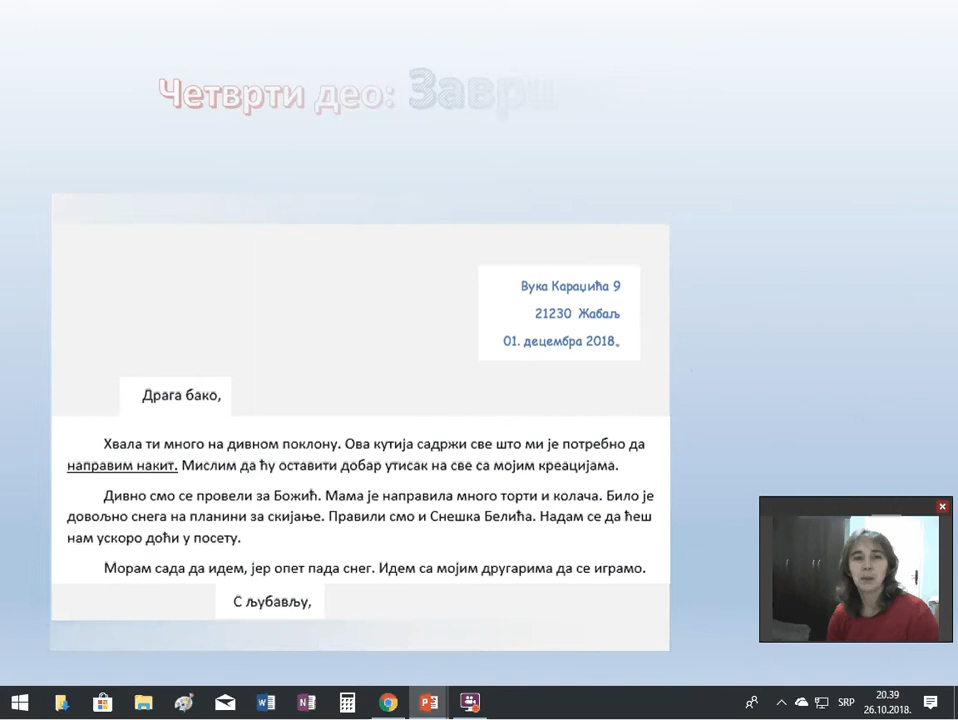 Четврти део:
Вука Караџића 9
21230 Жабаљ
01. децембра 2018.
Драга бако,
Хвала ти много на дивном поклону. Ова кутија садржи све што ми је потребно да
направим накит. Мислим да ћу оставити добар утисак на све са мојим креацијама.
Дивно смо се провели за Божић. Мама је направила много торти и колача. Било је
довољно снега на планини за скијање. Правили смо и Снешка Белића. Надам се да ћеш
нам ускоро доћи у посету.
Морам сада да идем, јер опет пада снег. Идем са мојим другарима да се играмо.
С љубављу,
SRP
20.39
26.10.2018.